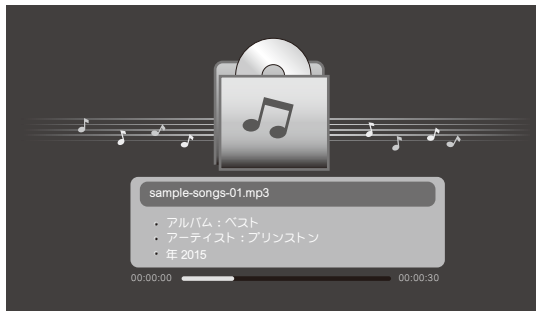 sample-songs-01.mp3
・ アルバム：ベスト
・ アーティスト：プリンストン
・ 年 2015
00:00:00 00:00:30